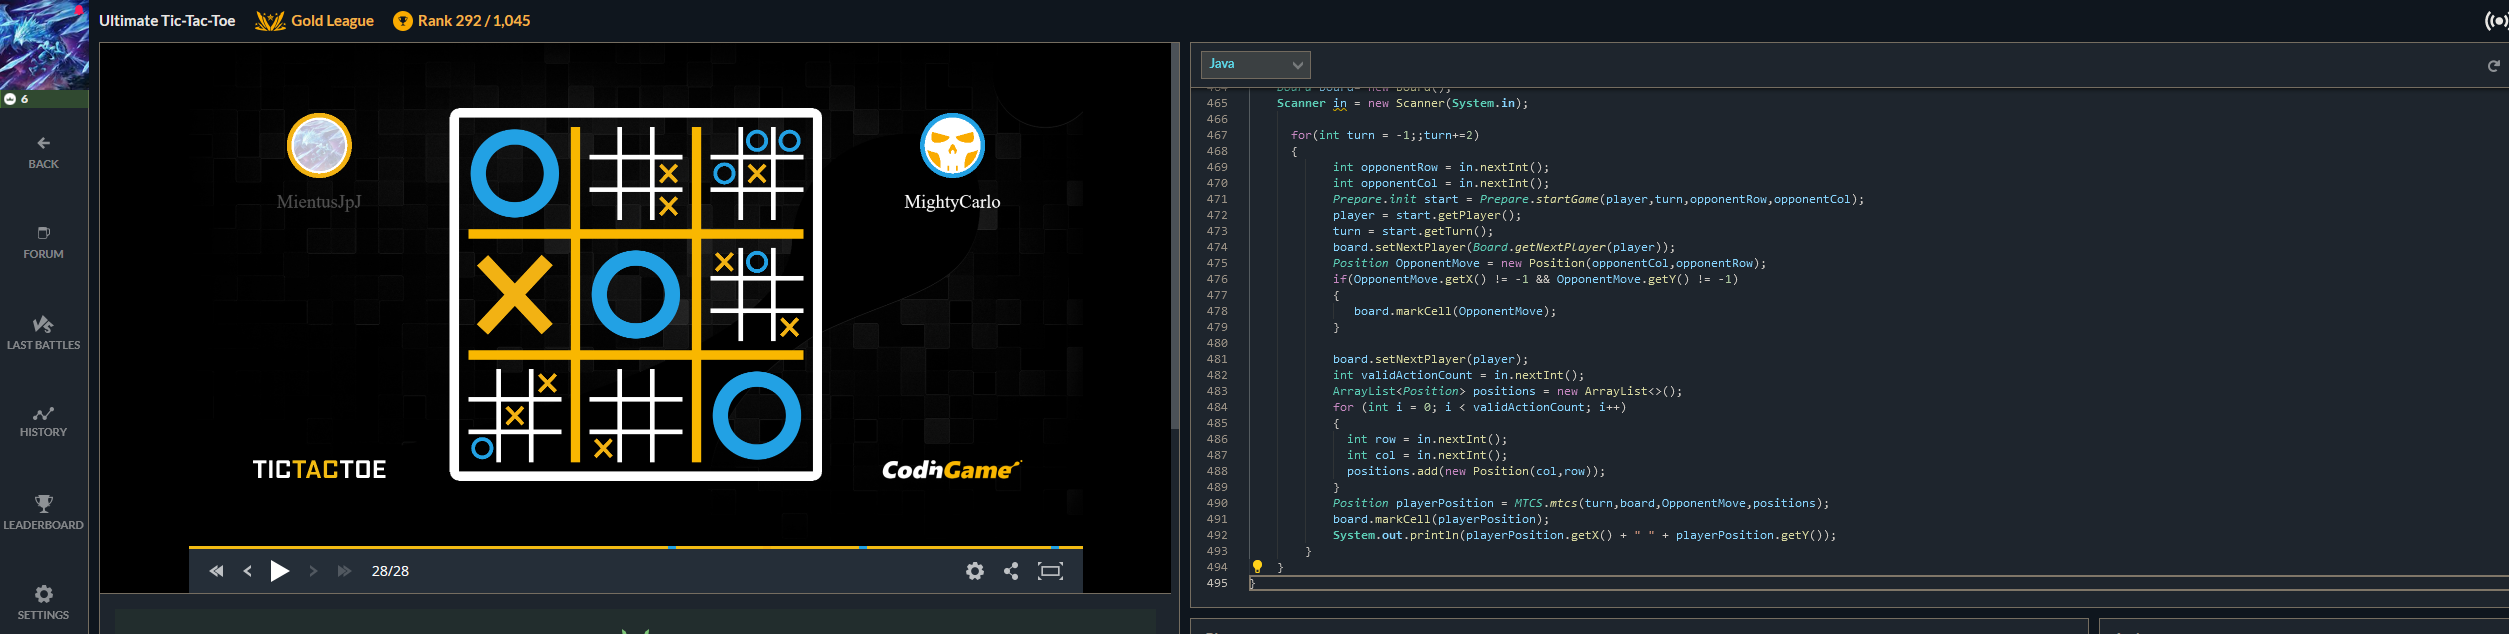 Ultimate Tic-Tac-Toe Gold League Rank 292 / 1,045
6
BACK
FORUM
LAST BATTLES
HISTORY
LEADERBOARD
SETTINGS
MientusJpJ
MightyCarlo
TICTACTOE
CodinGame
28/28
Java
465 Scanner in = new Scanner(System.in);
466
467 for(int turn = -1;;turn+=2)
468 {
469 int opponentRow = in.nextInt();
470 int opponentCol = in.nextInt();
471 Prepare.init start = Prepare.startGame(player,turn,opponentRow,opponentCol);
472 player = start.getPlayer();
473 turn = start.getTurn();
474 board.setNextPlayer(Board.getNextPlayer(player));
475 Position OpponentMove = new Position(opponentCol,opponentRow);
476 if(OpponentMove.getX() != -1 && OpponentMove.getY() != -1)
477 {
478 board.markCell(OpponentMove);
479 }
480
481 board.setNextPlayer(player);
482 int validActionCount = in.nextInt();
483 ArrayList<Position> positions = new ArrayList<>();
484 for (int i = 0; i < validActionCount; i++)
485 {
486 int row = in.nextInt();
487 int col = in.nextInt();
488 positions.add(new Position(col,row));
489 }
490 Position playerPosition = MTCS.mtcs(turn,board,OpponentMove,positions);
491 board.markCell(playerPosition);
492 System.out.println(playerPosition.getX() + " " + playerPosition.getY());
493 }
494 }
495 }